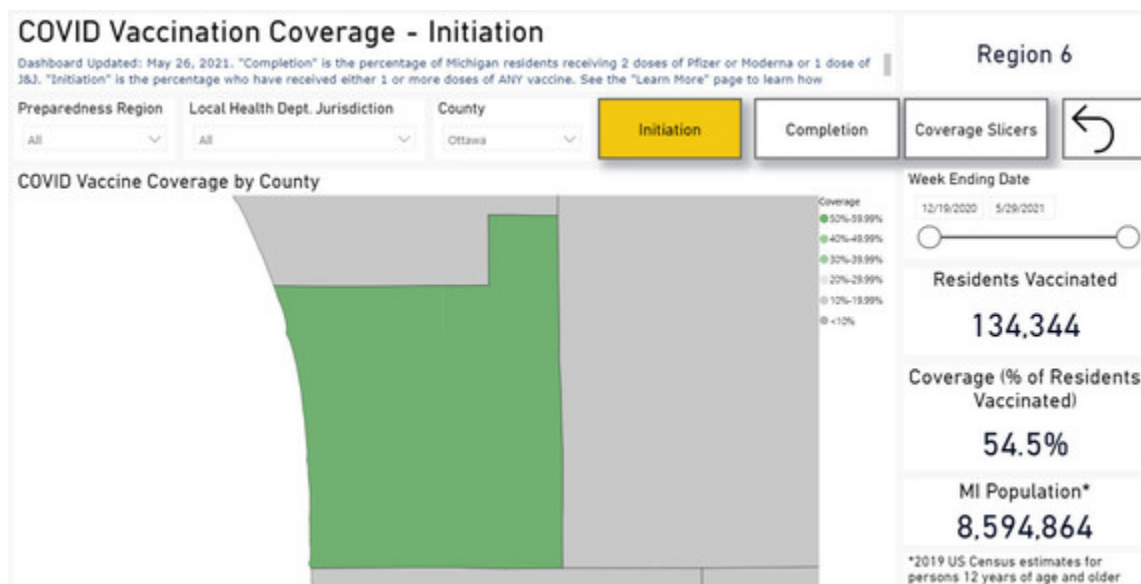 COVID Vaccination Coverage - Initiation
Dashboard Updated: May 26, 2021. "Completion" is the percentage of Michigan residents receiving 2 doses of Pfizer or Moderna or 1 dose of
J&J. "Initiation" is the percentage who have received either 1 or more doses of ANY vaccine. See the "Learn More" page to learn how
Region 6
Preparedness Region
All
Local Health Dept. Jurisdiction
All
County
Ottawa
Initiation
Completion
Coverage Slicers
COVID Vaccine Coverage by County
Coverage
50%-59.99%
40%-49.99%
30%-39.99%
20%-29.99%
10%-19.99%
<10%
Week Ending Date
12/19/2020 5/29/2021
Residents Vaccinated
134,344
Coverage (% of Residents
Vaccinated)
54.5%
MI Population*
8,594,864
*2019 US Census estimates for
persons 12 years of age and older